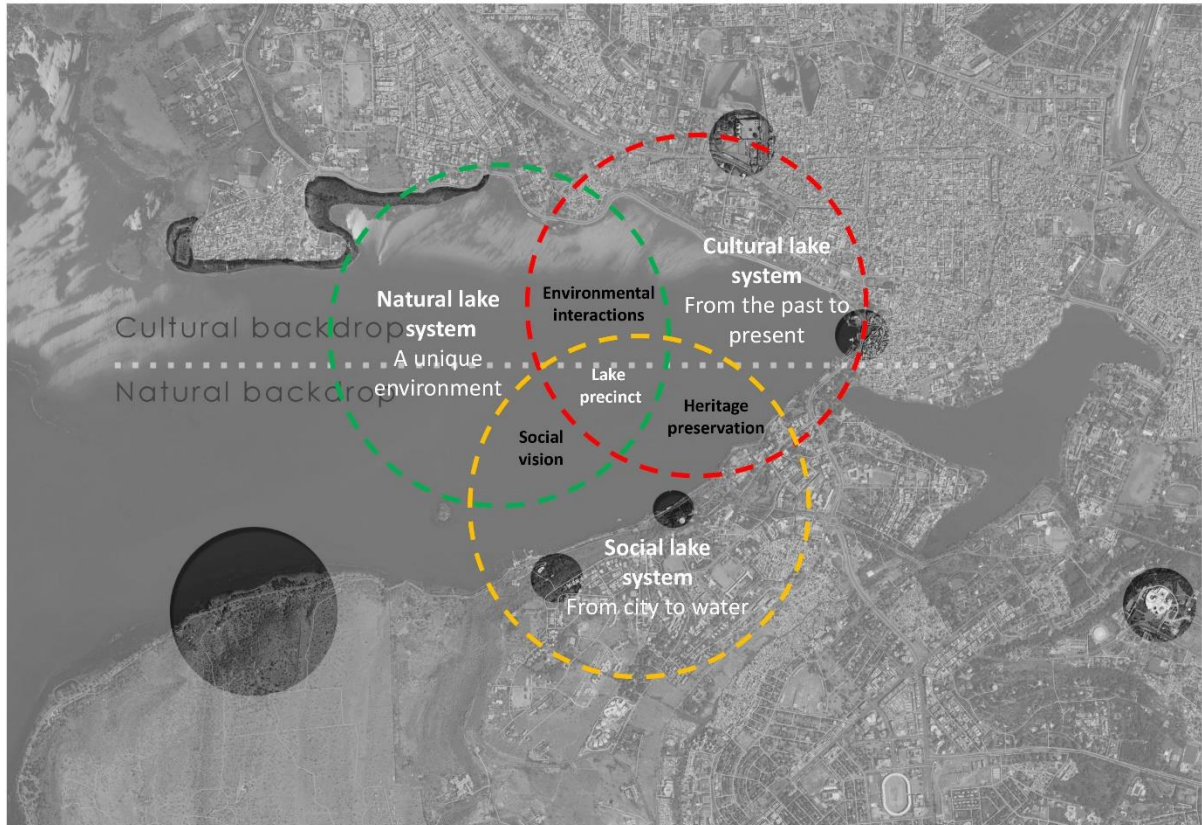 Cultural lake
system
From the past to
present
Natural lake
system
A unique
environment
Environmental
interactions
Cultural backdrop
Natural backdrop
Lake
precinct
Heritage
preservation
Social
vision
Social lake
system
From city to water